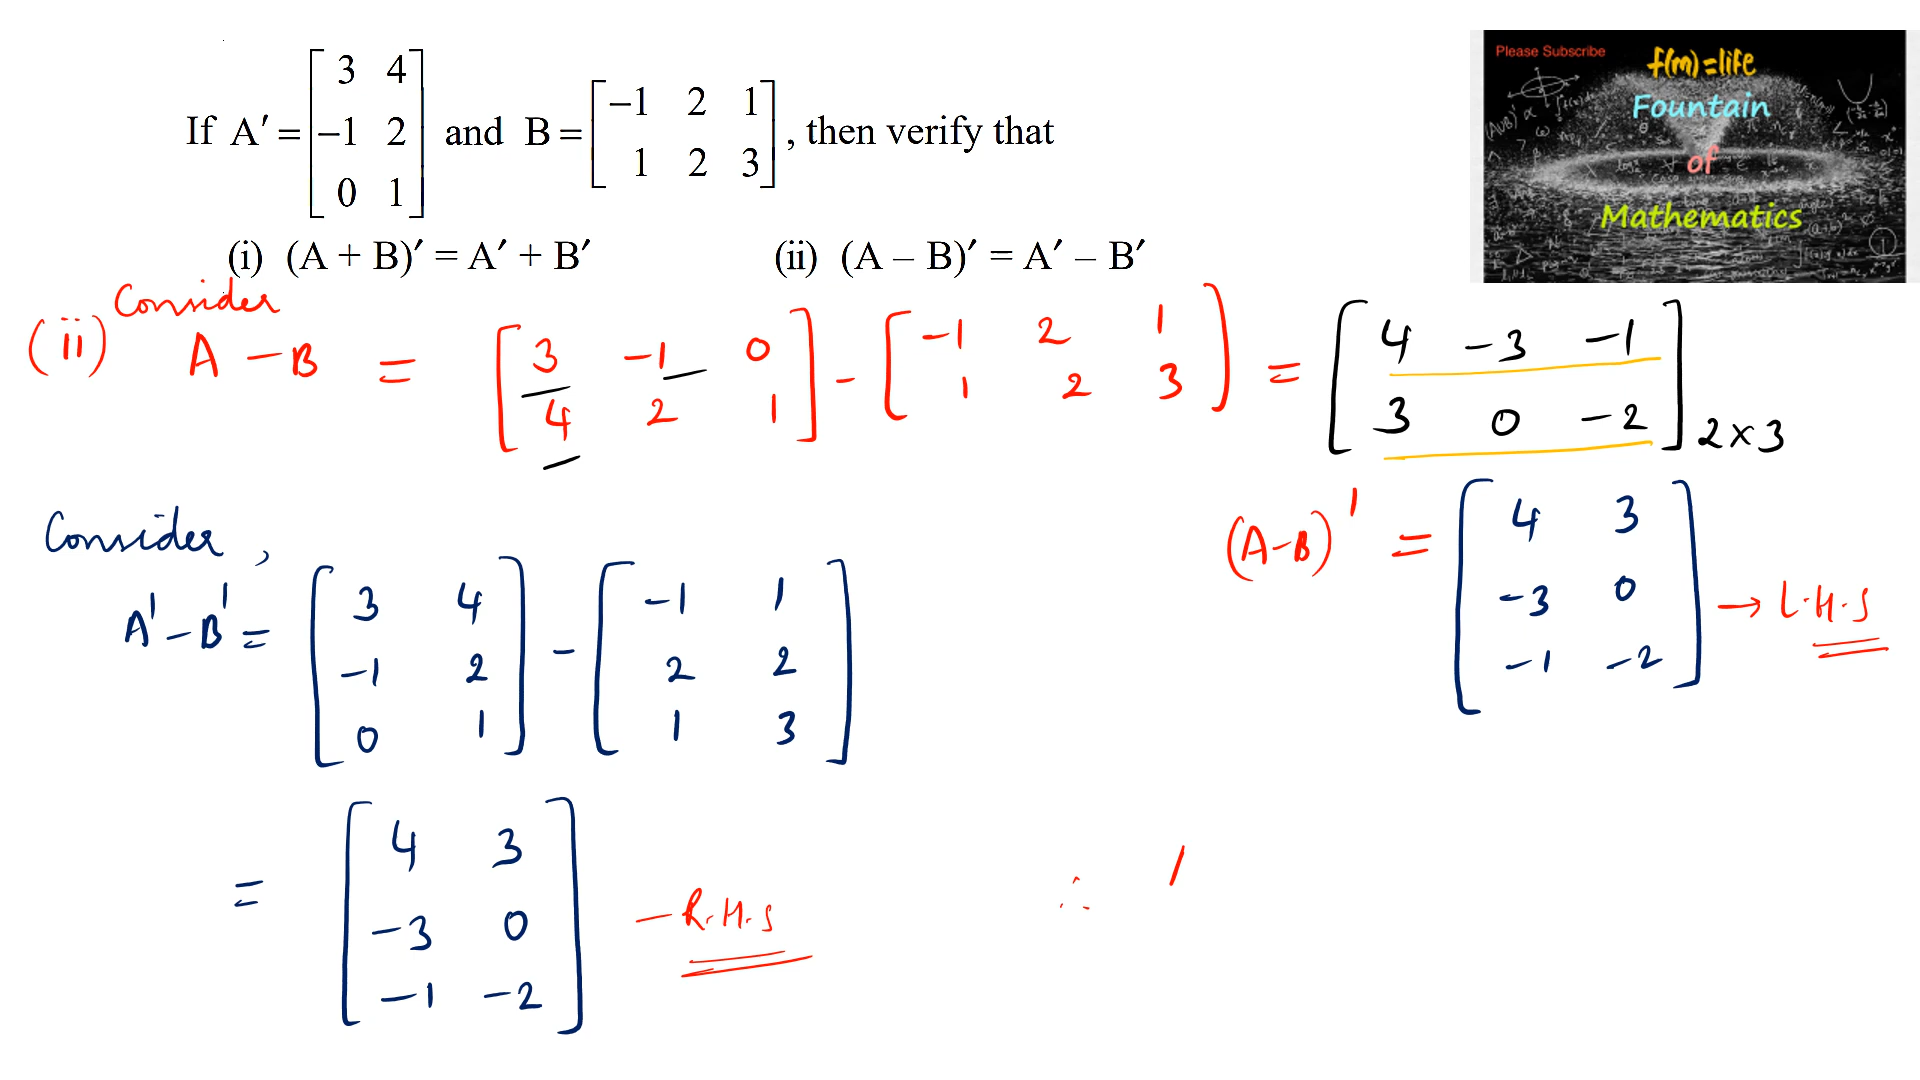 Please Subscribe
f(m)=life
Fountain
of
Mathematics
If A′ = [3 4; −1 2; 0 1] and B = [−1 2 1; 1 2 3], then verify that
(i) (A + B)′ = A′ + B′ (ii) (A – B)′ = A′ – B′
Consider
(ii) A − B = [3 −1 0; 4 2 1] − [−1 2 1; 1 2 3] = [4 −3 −1; 3 0 −2] 2×3
(A−B)′ = [4 3; −3 0; −1 −2] → L.H.S
Consider,
A′ − B′ = [3 4; −1 2; 0 1] − [−1 1; 2 2; 1 3]
= [4 3; −3 0; −1 −2] — R.H.S
∴